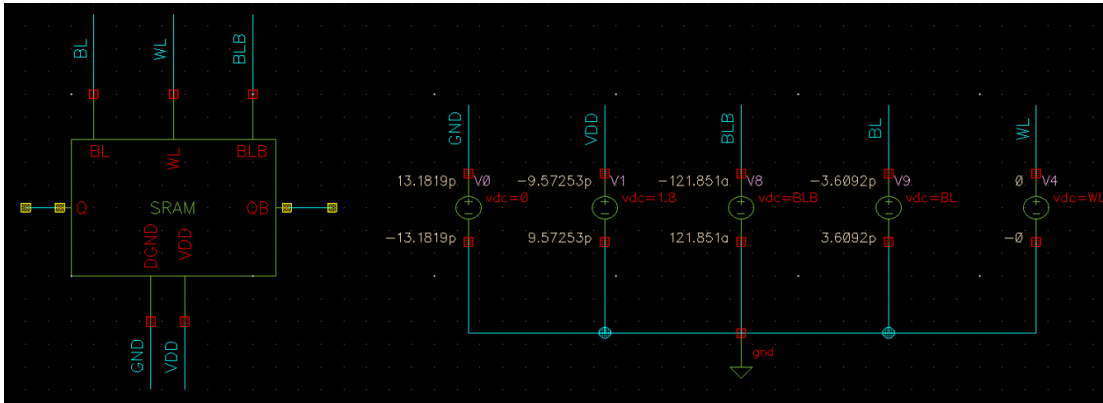 BL
WL
BLB
BL
WL
BLB
Q
SRAM
QB
DGND
VDD
GND
VDD
GND
VDD
BLB
BL
WL
13.1819p
V0
-9.57253p
V1
-121.851a
V8
-3.6092p
V9
0
V4
vdc=0
vdc=1.8
vdc=BLB
vdc=BL
vdc=WL
-13.1819p
9.57253p
121.851a
3.6092p
-0
gnd